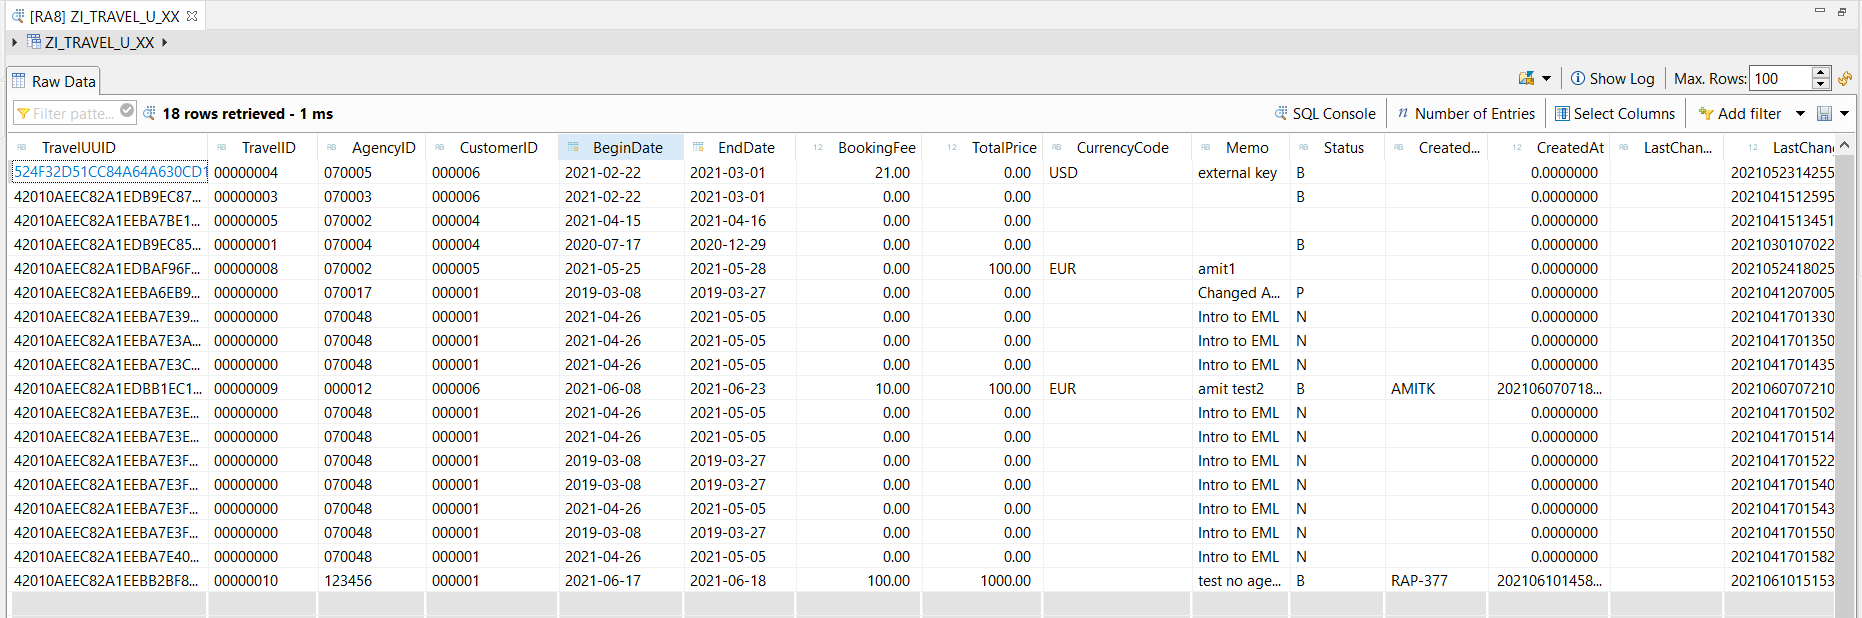 [RA8] ZI_TRAVEL_U_XX
ZI_TRAVEL_U_XX
Raw Data Show Log Max. Rows: 100
Filter patte... 18 rows retrieved - 1 ms SQL Console Number of Entries Select Columns Add filter
TravelUUID TravelID AgencyID CustomerID BeginDate EndDate BookingFee TotalPrice CurrencyCode Memo Status Created... CreatedAt LastChan... LastChan
524F32D51CC84A64A630CD1 00000004 070005 000006 2021-02-22 2021-03-01 21.00 0.00 USD external key B 0.0000000 2021052314255
42010AEEC82A1EDB9EC87... 00000003 070003 000006 2021-02-22 2021-03-01 0.00 0.00 B 0.0000000 2021041512595
42010AEEC82A1EEBA7BE1... 00000005 070002 000004 2021-04-15 2021-04-16 0.00 0.00 0.0000000 2021041513451
42010AEEC82A1EDB9EC85... 00000001 070004 000004 2020-07-17 2020-12-29 0.00 0.00 B 0.0000000 2021030107022
42010AEEC82A1EDBAF96F... 00000008 070002 000005 2021-05-25 2021-05-28 0.00 100.00 EUR amit1 0.0000000 2021052418025
42010AEEC82A1EEBA6EB9... 00000000 070017 000001 2019-03-08 2019-03-27 0.00 0.00 Changed A... P 0.0000000 2021041207005
42010AEEC82A1EEBA7E39... 00000000 070048 000001 2021-04-26 2021-05-05 0.00 0.00 Intro to EML N 0.0000000 2021041701330
42010AEEC82A1EEBA7E3A... 00000000 070048 000001 2021-04-26 2021-05-05 0.00 0.00 Intro to EML N 0.0000000 2021041701350
42010AEEC82A1EEBA7E3C... 00000000 070048 000001 2021-04-26 2021-05-05 0.00 0.00 Intro to EML N 0.0000000 2021041701435
42010AEEC82A1EDBB1EC1... 00000009 000012 000006 2021-06-08 2021-06-23 10.00 100.00 EUR amit test2 B AMITK 202106070718... 2021060707210
42010AEEC82A1EEBA7E3E... 00000000 070048 000001 2021-04-26 2021-05-05 0.00 0.00 Intro to EML N 0.0000000 2021041701502
42010AEEC82A1EEBA7E3E... 00000000 070048 000001 2021-04-26 2021-05-05 0.00 0.00 Intro to EML N 0.0000000 2021041701514
42010AEEC82A1EEBA7E3F... 00000000 070048 000001 2019-03-08 2019-03-27 0.00 0.00 Intro to EML N 0.0000000 2021041701522
42010AEEC82A1EEBA7E3F... 00000000 070048 000001 2019-03-08 2019-03-27 0.00 0.00 Intro to EML N 0.0000000 2021041701540
42010AEEC82A1EEBA7E3F... 00000000 070048 000001 2021-04-26 2021-05-05 0.00 0.00 Intro to EML N 0.0000000 2021041701543
42010AEEC82A1EEBA7E3F... 00000000 070048 000001 2019-03-08 2019-03-27 0.00 0.00 Intro to EML N 0.0000000 2021041701550
42010AEEC82A1EEBA7E40... 00000000 070048 000001 2021-04-26 2021-05-05 0.00 0.00 Intro to EML N 0.0000000 2021041701582
42010AEEC82A1EEBB2BF8... 00000010 123456 000001 2021-06-17 2021-06-18 100.00 1000.00 test no age... B RAP-377 202106101458... 2021061015153